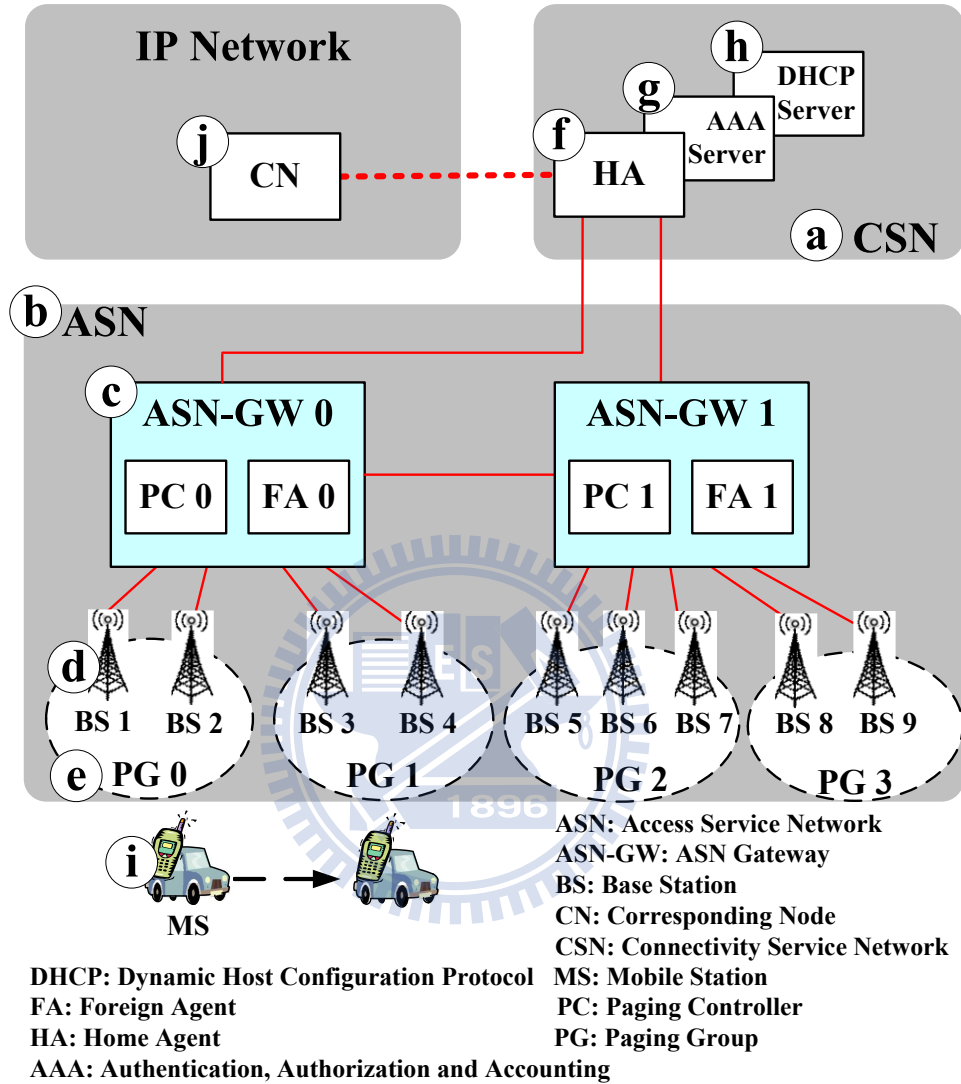 IP Network
j
CN
h
DHCP
Server
g
AAA
Server
f
HA
a
CSN
b
ASN
c
ASN-GW 0
PC 0
FA 0
ASN-GW 1
PC 1
FA 1
d
BS 1
BS 2
BS 3
BS 4
BS 5
BS 6
BS 7
BS 8
BS 9
e
PG 0
PG 1
PG 2
PG 3
E S
1896
i
MS
ASN: Access Service Network
ASN-GW: ASN Gateway
BS: Base Station
CN: Corresponding Node
CSN: Connectivity Service Network
DHCP: Dynamic Host Configuration Protocol
MS: Mobile Station
FA: Foreign Agent
PC: Paging Controller
HA: Home Agent
PG: Paging Group
AAA: Authentication, Authorization and Accounting